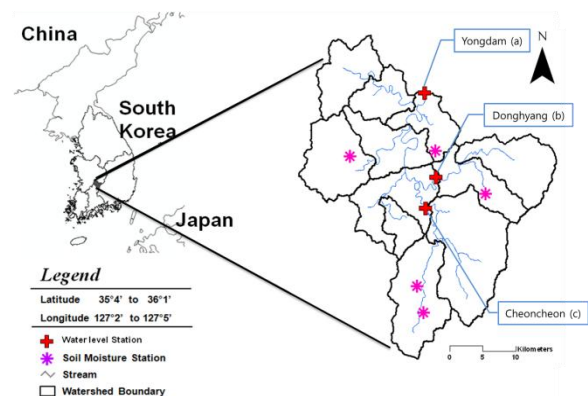 China
South
Korea
Japan
Yongdam (a)
N
Donghyang (b)
Cheoncheon (c)
Legend
Latitude 35°4' to 36°1'
Longitude 127°2' to 127°5'
Water level Station
Soil Moisture Station
Stream
Watershed Boundary
0 5 10
Kilometers